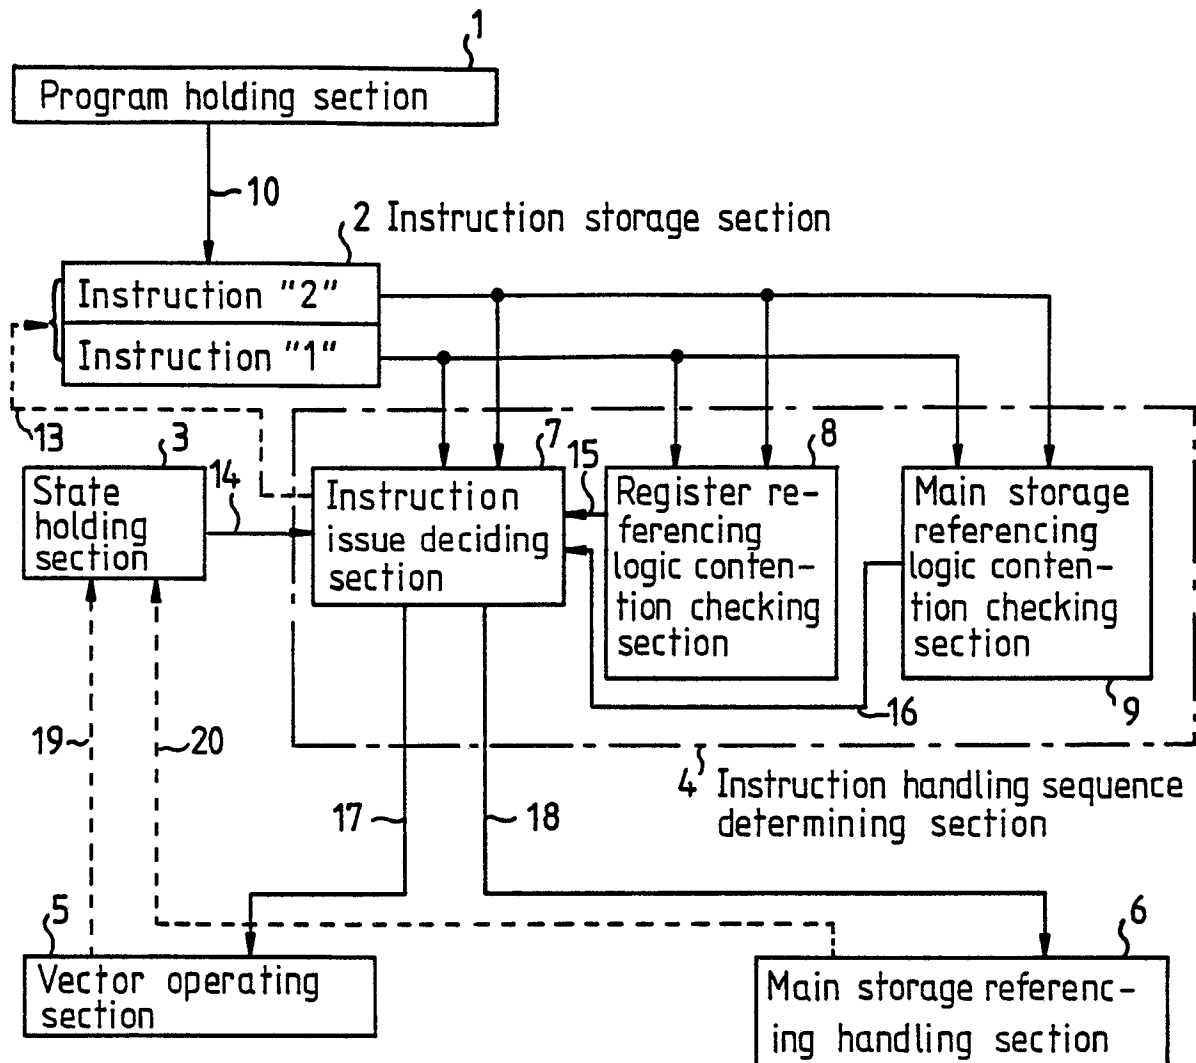 1
Program holding section
10
2 Instruction storage section
Instruction "2"
Instruction "1"
13
3
14
7
15
8
State
holding
section
Instruction
issue deciding
section
Register re-
ferencing
logic conten-
tion checking
section
Main storage
referencing
logic conten-
tion checking
section
16
9
19
20
4 Instruction handling sequence
determining section
17
18
5
6
Vector operating
section
Main storage referenc-
ing handling section